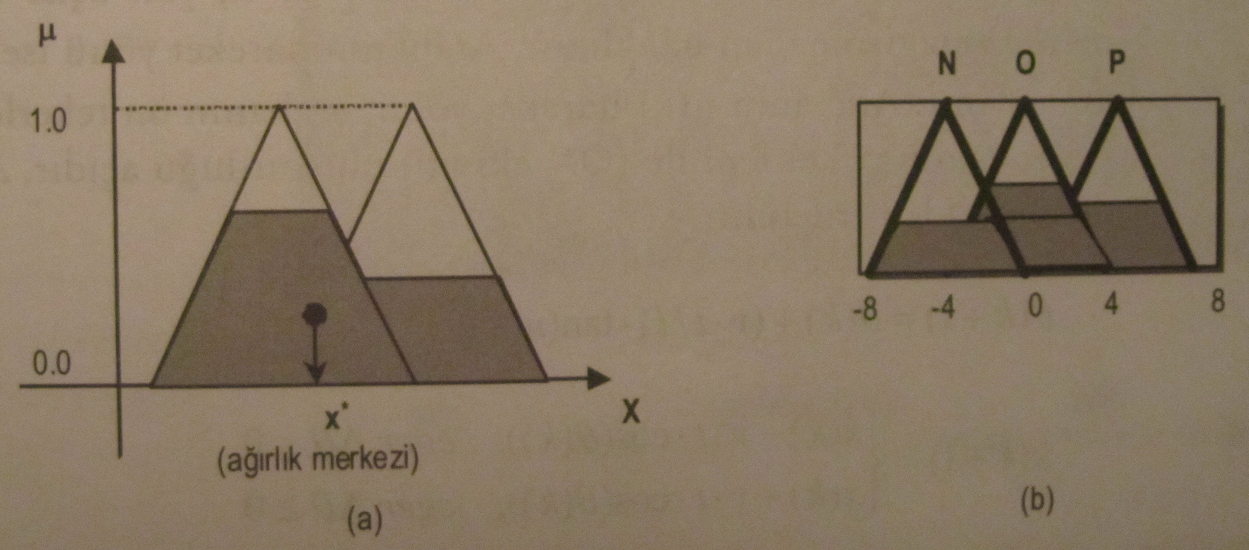 μ
1.0
0.0
x*
X
(ağırlık merkezi)
(a)
N O P
-8 -4 0 4 8
(b)